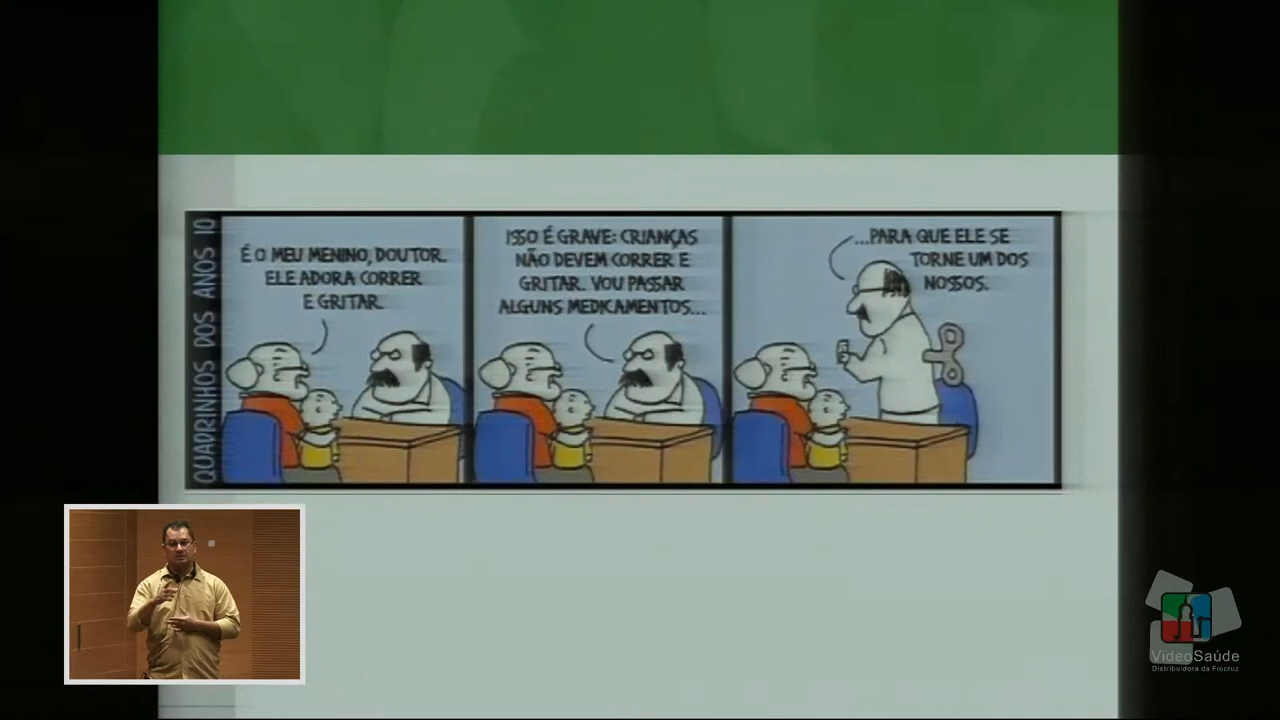 QUADRINHOS DOS ANOS 10
É O MEU MENINO, DOUTOR.
ELE ADORA CORRER
E GRITAR.
ISSO É GRAVE: CRIANÇAS
NÃO DEVEM CORRER E
GRITAR. VOU PASSAR
ALGUNS MEDICAMENTOS...
...PARA QUE ELE SE
TORNE UM DOS
NOSSOS.
VideoSaúde
Distribuidora da Fiocruz